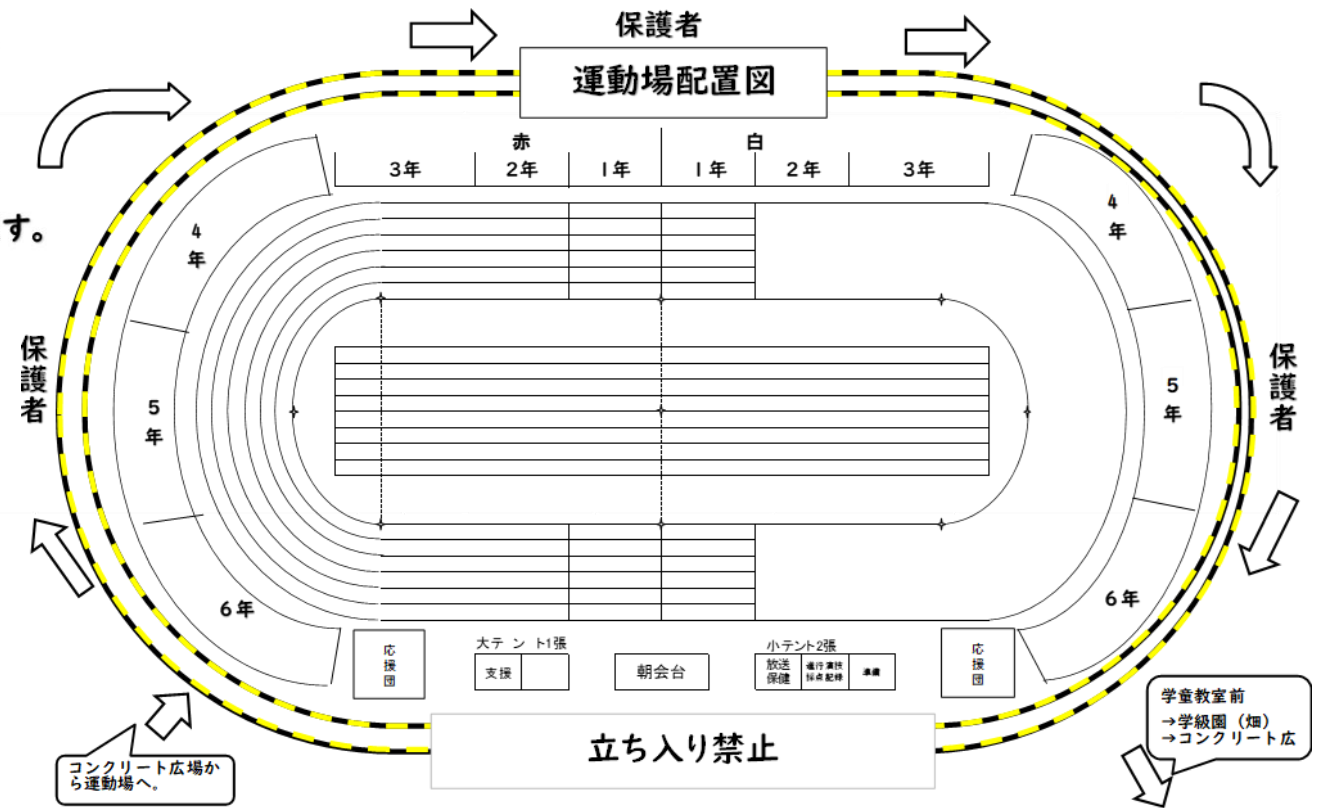 保護者
運動場配置図
赤
白
3年
2年
1年
1年
2年
3年
す。
4年
4年
保護者
保護者
5年
5年
6年
6年
応援団
大テント1張
支援
朝会台
小テント2張
放送
保健
進行演技
採点記録
準備
応援団
立ち入り禁止
コンクリート広場か
ら運動場へ。
学童教室前
→学級園（畑）
→コンクリート広